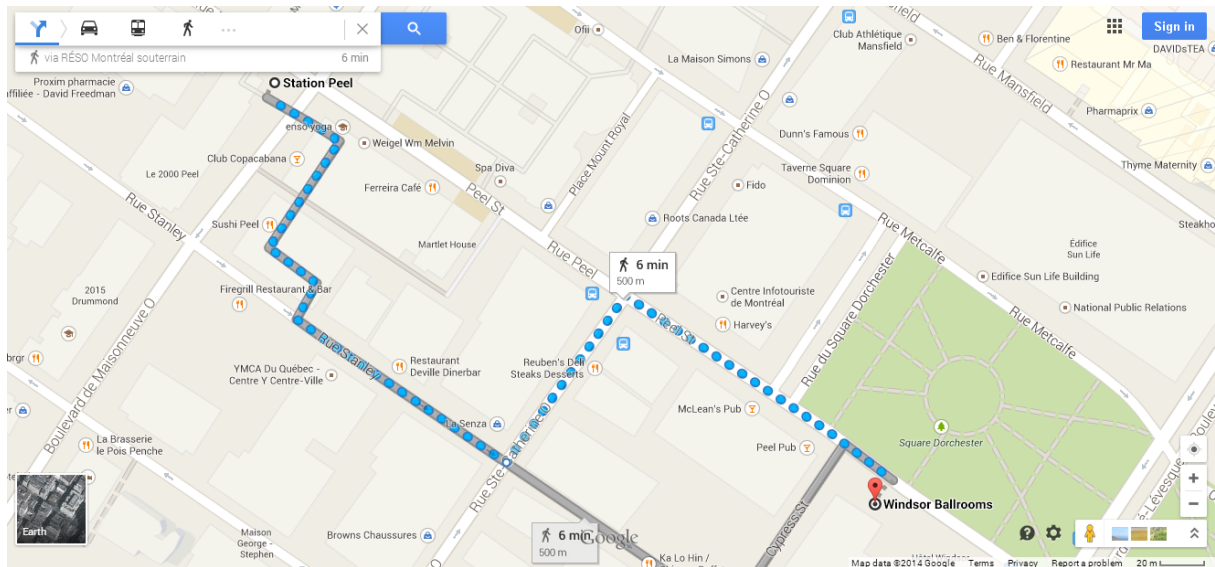 Sign in
via RÉSO Montréal souterrain
6 min
Proxim pharmacie
affiliée - David Freedman
Station Peel
enso yoga
Weigel Wm Melvin
Club Copacabana
Le 2000 Peel
Ferreira Café
Spa Diva
Peel St
Place Mount Royal
Ofii
La Maison Simons
Club Athlétique
Mansfield
Ben & Florentine
DAVIDsTEA
Restaurant Mr Ma
Rue Mansfield
Pharmaprix
Dunn's Famous
Taverne Square
Dominion
Thyme Maternity
Rue Ste-Catherine O
Fido
Roots Canada Ltée
Rue Stanley
Sushi Peel
Martlet House
Rue Peel
Rue Metcalfe
Steakho
Édifice
Sun Life
Edifice Sun Life Building
National Public Relations
Rue Metcalfe
6 min
500 m
2015
Drummond
Firegrill Restaurant & Bar
Centre Infotouriste
de Montréal
Harvey's
Peel St
Rue du Square Dorchester
Boulevard de Maisonneuve O
Rue Stanley
YMCA Du Québec -
Centre Y Centre-Ville
Restaurant
Deville Dinerbar
Reuben's Deli
Steaks Desserts
McLean's Pub
La Senza
Rue Ste-Catherine O
Peel Pub
Square Dorchester
La Brasserie
le Pois Penche
Windsor Ballrooms
Cypress St
Earth
Maison
George -
Stephen
Browns Chaussures
6 min
500 m
Google
Ka Lo Hin /
Hôtel Windsor
Map data ©2014 Google
Terms
Privacy
Report a problem
20 m